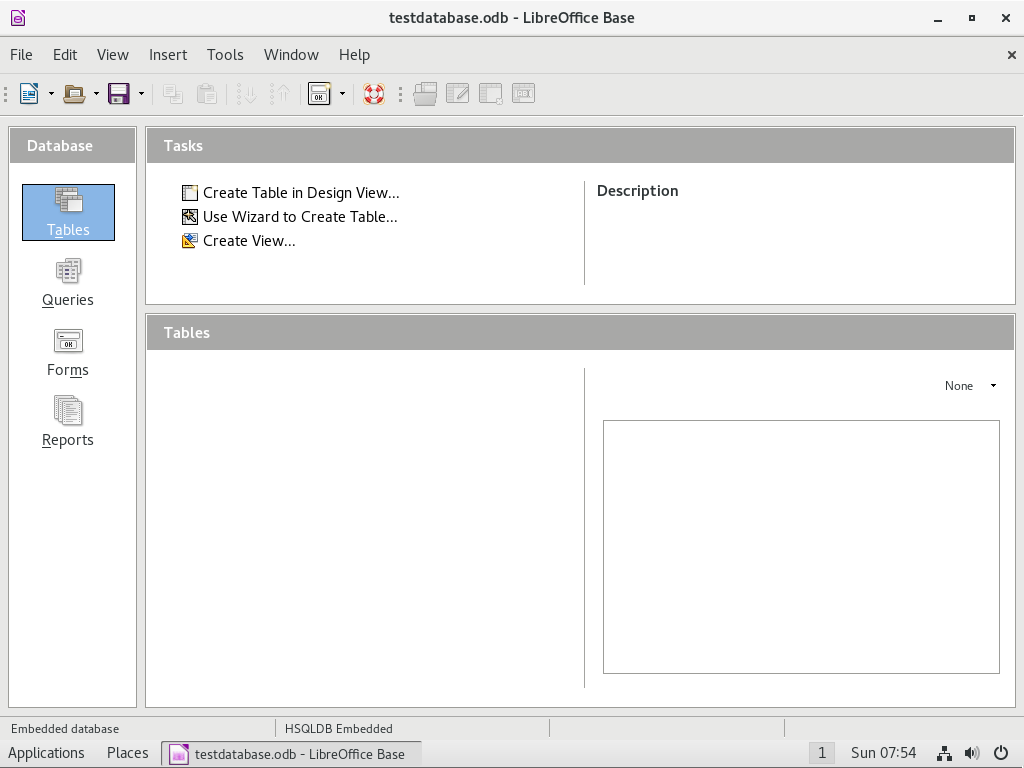 testdatabase.odb - LibreOffice Base
File Edit View Insert Tools Window Help
Database
Tables
Queries
Forms
Reports
Tasks
Create Table in Design View...
Use Wizard to Create Table...
Create View...
Description
Tables
None
Embedded database HSQLDB Embedded
Applications Places testdatabase.odb - LibreOffice Base 1 Sun 07:54